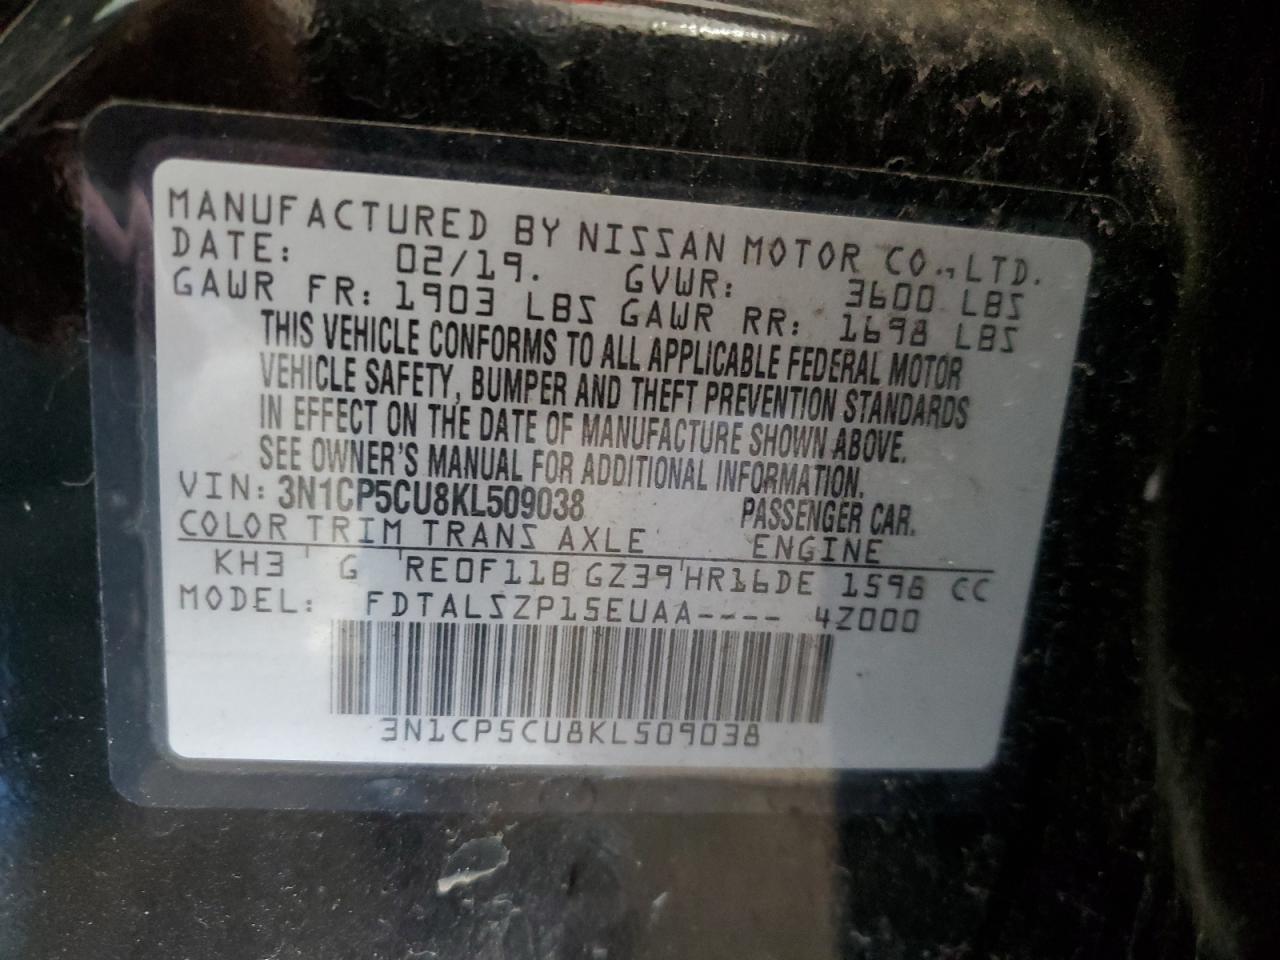 MANUFACTURED BY NISSAN MOTOR CO., LTD.
DATE: 02/19. GVWR: 3600 LBS
GAWR FR: 1903 LBS GAWR RR: 1698 LBS
THIS VEHICLE CONFORMS TO ALL APPLICABLE FEDERAL MOTOR
VEHICLE SAFETY, BUMPER AND THEFT PREVENTION STANDARDS
IN EFFECT ON THE DATE OF MANUFACTURE SHOWN ABOVE.
SEE OWNER'S MANUAL FOR ADDITIONAL INFORMATION.
VIN: 3N1CP5CU8KL509038 PASSENGER CAR.
COLOR TRIM TRANS AXLE ENGINE
KH3 ' G 'RE0F11B GZ39'HR16DE 1598 CC
MODEL: FDTALSZP15EUAA---- 4Z000
3N1CP5CU8KL509038